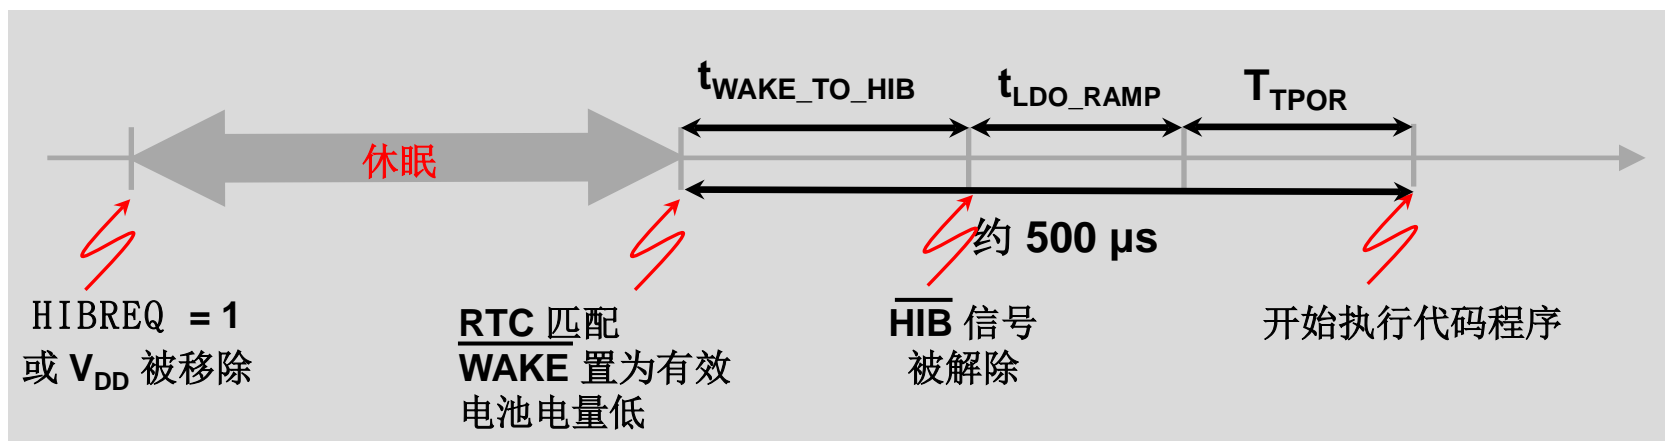 tWAKE_TO_HIB
tLDO_RAMP
TTPOR
休眠
约 500 µs
HIBREQ = 1
或 VDD 被移除
RTC 匹配
WAKE 置为有效
电池电量低
HIB 信号
被解除
开始执行代码程序